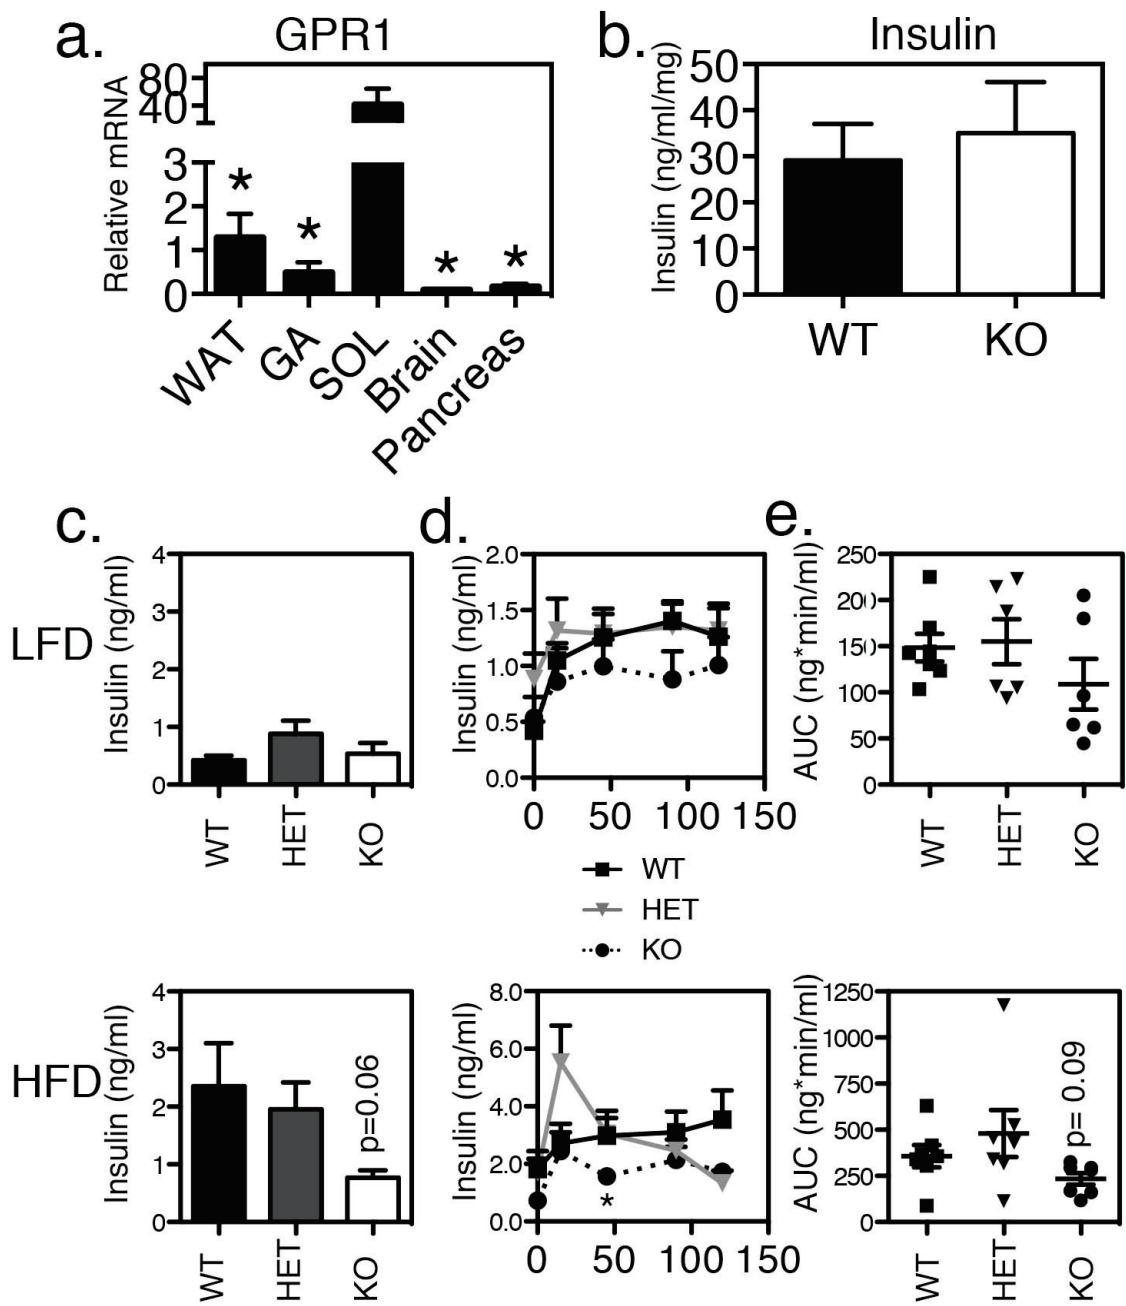 a. GPR1
Relative mRNA
80
40
3
2
1
0
* * * *
WAT GA SOL Brain Pancreas
b. Insulin
Insulin (ng/ml/mg)
50
40
30
20
10
0
WT KO
LFD
c.
Insulin (ng/ml)
4
3
2
1
0
WT HET KO
d.
Insulin (ng/ml)
2.0
1.5
1.0
0.5
0.0
0 50 100 150
WT
HET
KO
e.
AUC (ng*min/ml)
250
200
150
100
50
0
WT HET KO
HFD
Insulin (ng/ml)
4
3
2
1
0
p=0.06
WT HET KO
Insulin (ng/ml)
8.0
6.0
4.0
2.0
0.0
*
0 50 100 150
AUC (ng*min/ml)
1250
1000
750
500
250
0
p= 0.09
WT HET KO